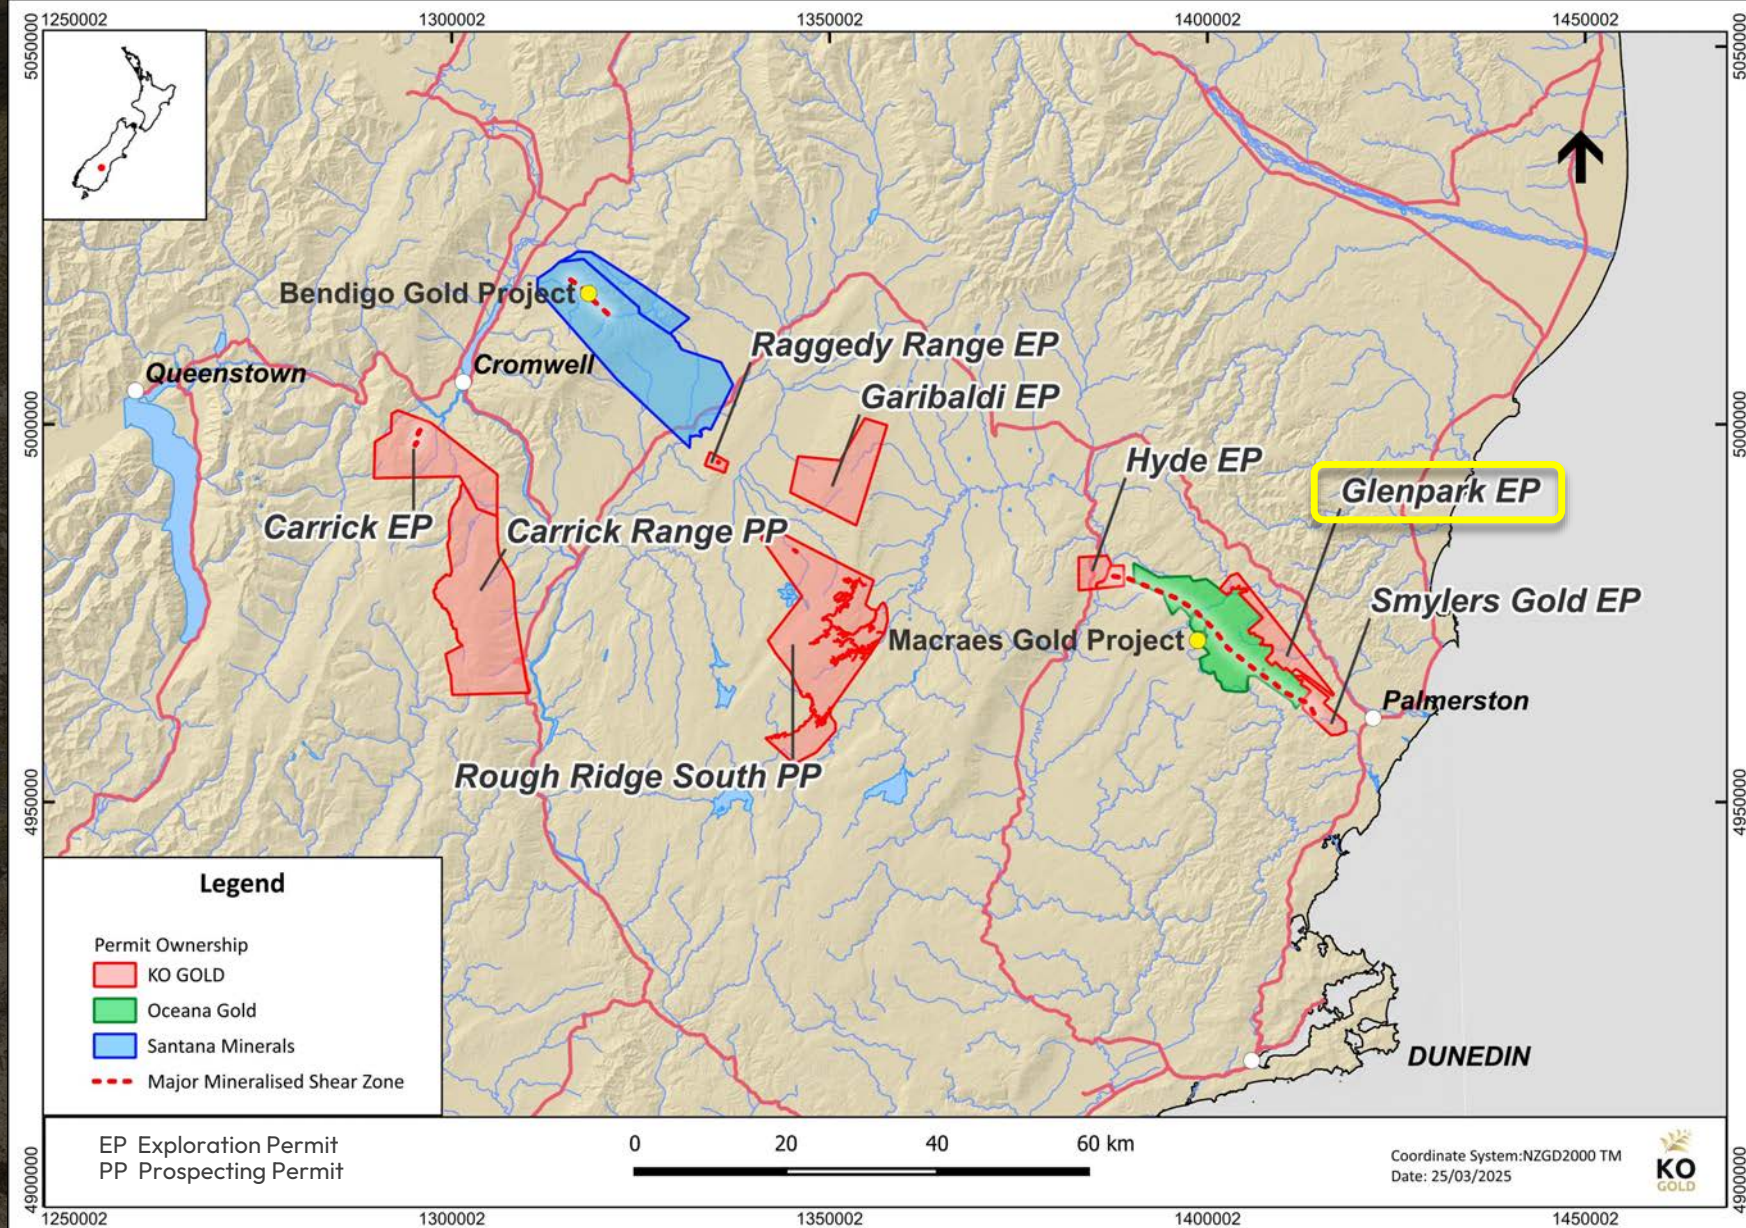 1250002
1300002
1350002
1400002
1450002
5050000
5050000
Bendigo Gold Project
Raggedy Range EP
Cromwell
Queenstown
Garibaldi EP
5000000
5000000
Hyde EP
Glenpark EP
Carrick EP
Carrick Range PP
Smylers Gold EP
Macraes Gold Project
Palmerston
Rough Ridge South PP
4950000
4950000
Legend
Permit Ownership
KO GOLD
Oceana Gold
Santana Minerals
Major Mineralised Shear Zone
DUNEDIN
EP Exploration Permit
PP Prospecting Permit
0 20 40 60 km
Coordinate System:NZGD2000 TM
Date: 25/03/2025
KO
GOLD
4900000
4900000
1250002
1300002
1350002
1400002
1450002